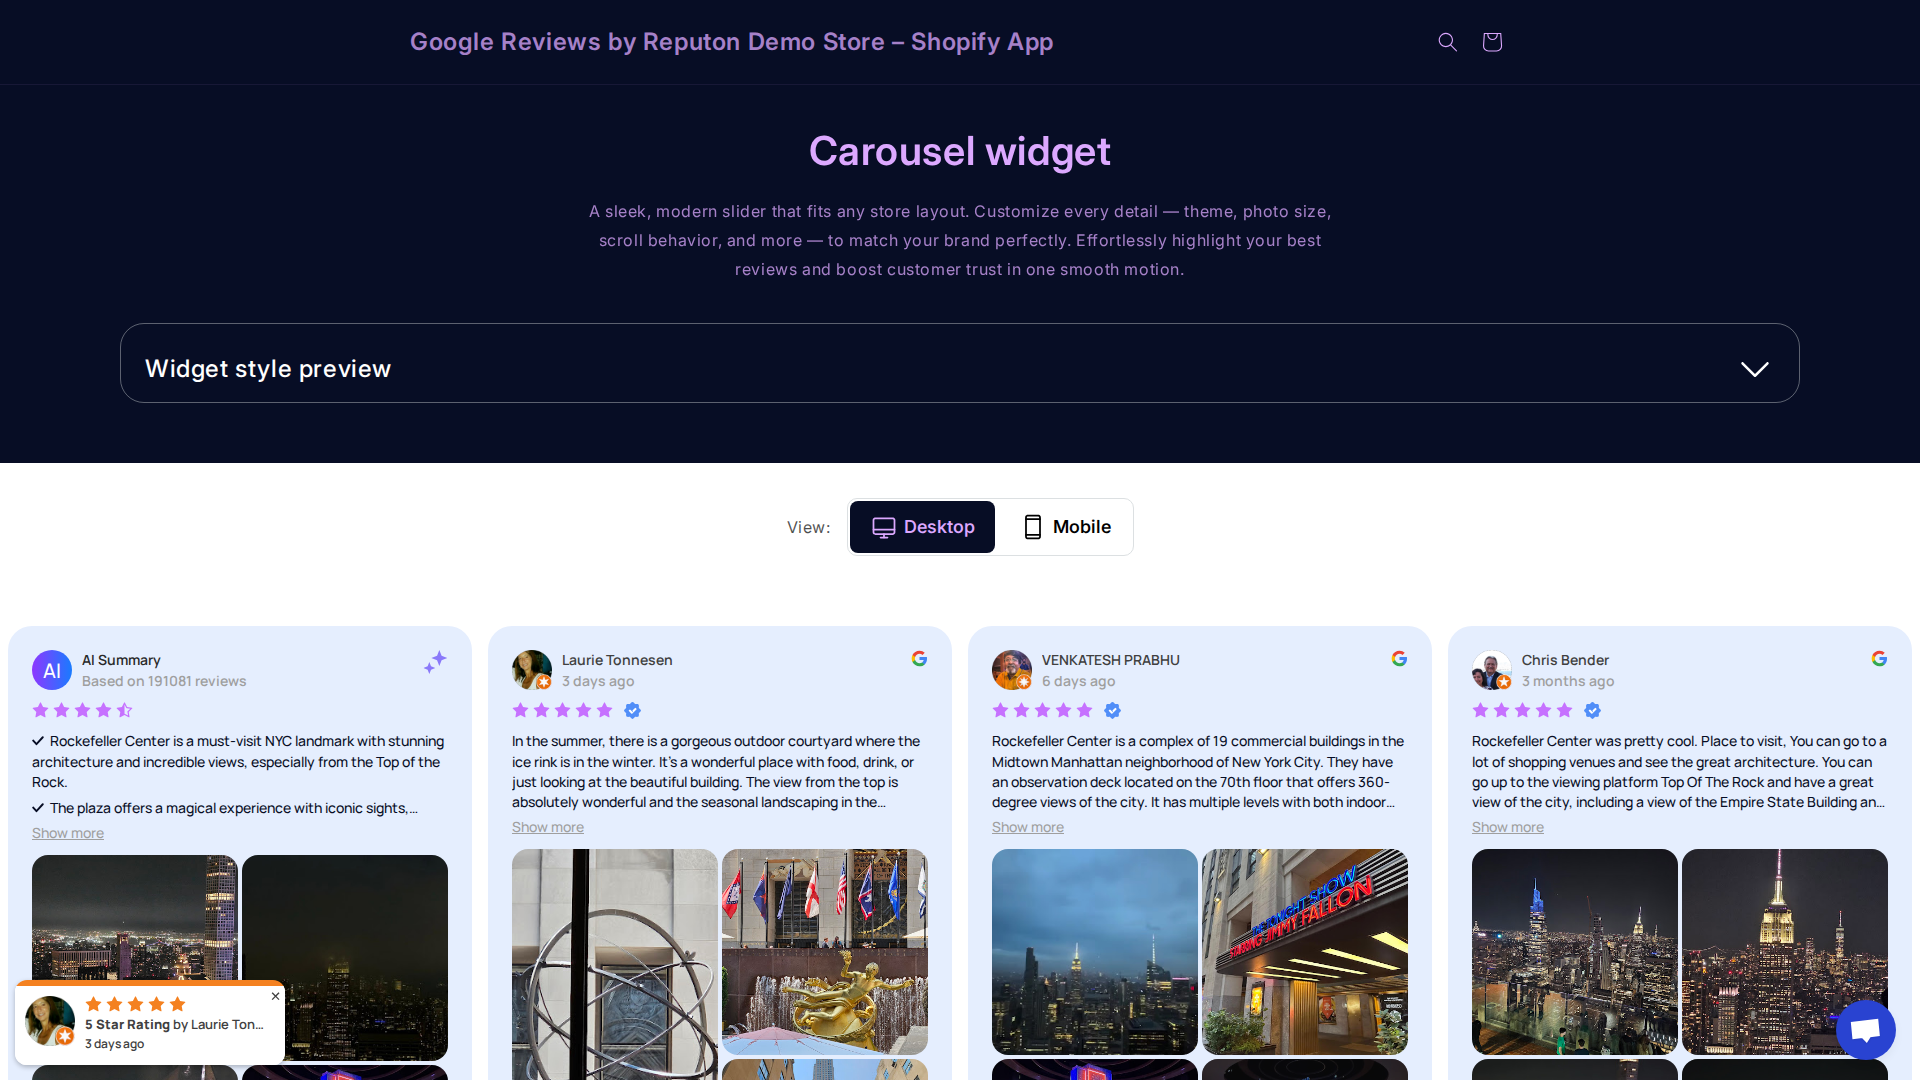 Google Reviews by Reputon Demo Store – Shopify App
Carousel widget
A sleek, modern slider that fits any store layout. Customize every detail — theme, photo size,
scroll behavior, and more — to match your brand perfectly. Effortlessly highlight your best
reviews and boost customer trust in one smooth motion.
Widget style preview
View:
Desktop
Mobile
AI
AI Summary
Based on 191081 reviews
Rockefeller Center is a must-visit NYC landmark with stunning
architecture and incredible views, especially from the Top of the
Rock.
The plaza offers a magical experience with iconic sights,...
Show more
Laurie Tonnesen
3 days ago
In the summer, there is a gorgeous outdoor courtyard where the
ice rink is in the winter. It's a wonderful place with food, drink, or
just looking at the beautiful building. The view from the top is
absolutely wonderful and the seasonal landscaping in the...
Show more
VENKATESH PRABHU
6 days ago
Rockefeller Center is a complex of 19 commercial buildings in the
Midtown Manhattan neighborhood of New York City. They have
an observation deck located on the 70th floor that offers 360-
degree views of the city. It has multiple levels with both indoor...
Show more
THE TONIGHT SHOW
STARRING JIMMY FALLON
Chris Bender
3 months ago
Rockefeller Center was pretty cool. Place to visit, You can go to a
lot of shopping venues and see the great architecture. You can
go up to the viewing platform Top Of The Rock and have a great
view of the city, including a view of the Empire State Building an...
Show more
5 Star Rating by Laurie Ton...
3 days ago